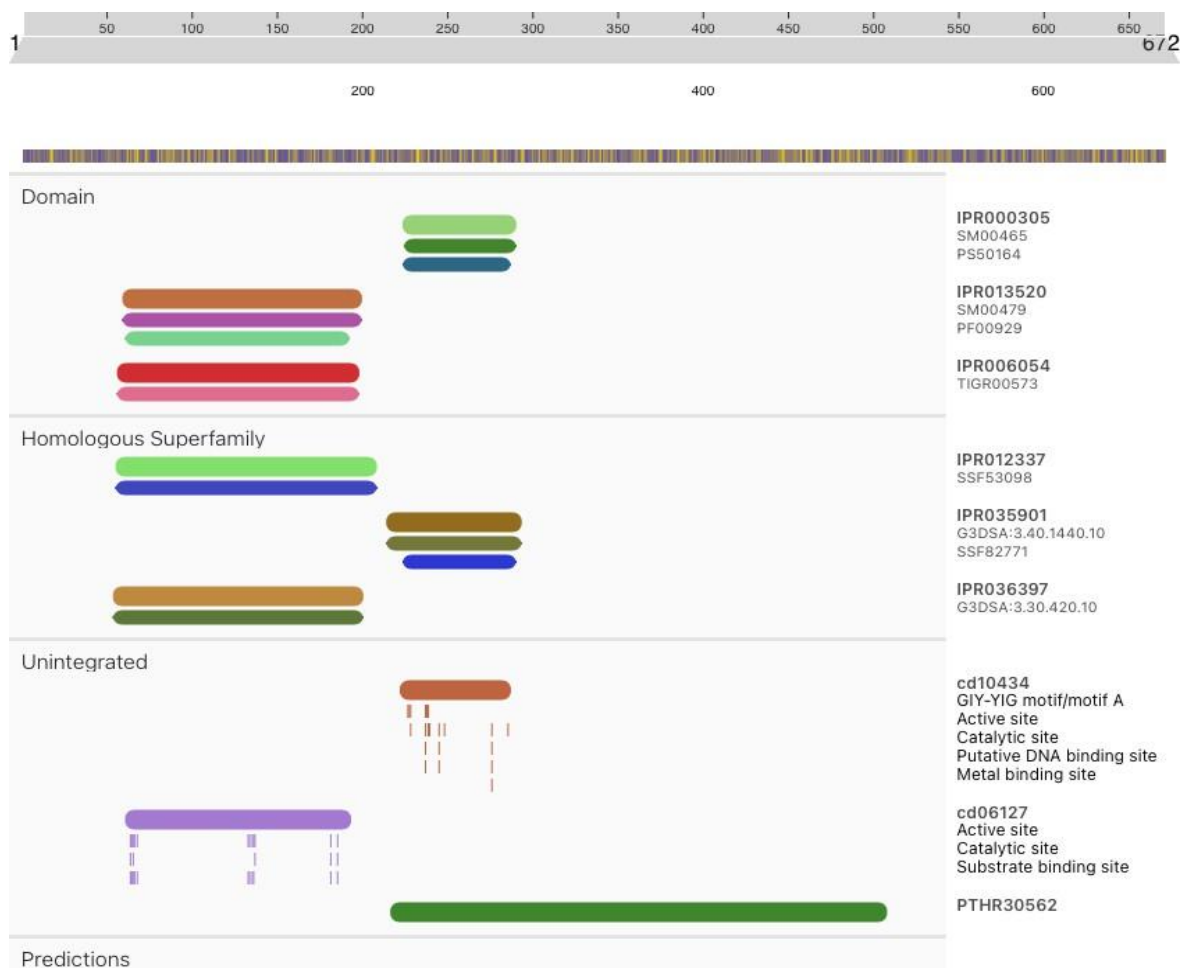 50 100 150 200 250 300 350 400 450 500 550 600 650
1 672
200 400 600
Domain
IPR000305
SM00465
PS50164
IPR013520
SM00479
PF00929
IPR006054
TIGR00573
Homologous Superfamily
IPR012337
SSF53098
IPR035901
G3DSA:3.40.1440.10
SSF82771
IPR036397
G3DSA:3.30.420.10
Unintegrated
cd10434
GIY-YIG motif/motif A
Active site
Catalytic site
Putative DNA binding site
Metal binding site
cd06127
Active site
Catalytic site
Substrate binding site
PTHR30562
Predictions